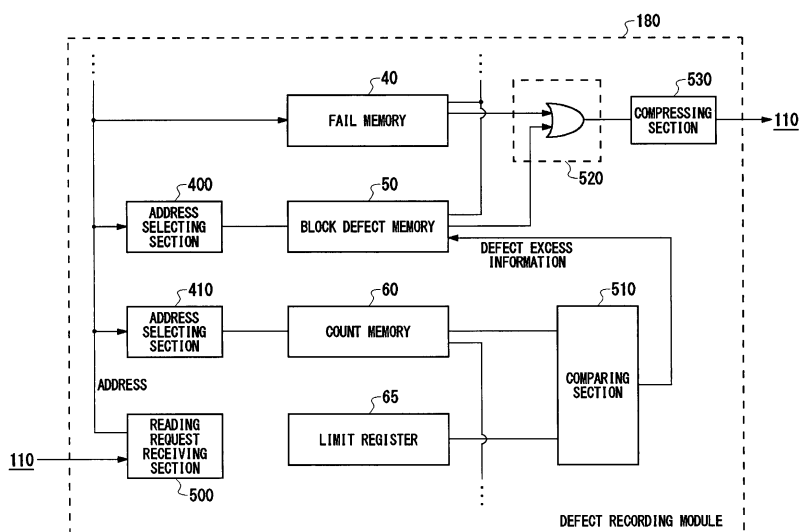 180
40
FAIL MEMORY
530
COMPRESSING
SECTION
110
520
400
ADDRESS
SELECTING
SECTION
50
BLOCK DEFECT MEMORY
DEFECT EXCESS
INFORMATION
410
ADDRESS
SELECTING
SECTION
60
COUNT MEMORY
510
COMPARING
SECTION
ADDRESS
65
LIMIT REGISTER
110
READING
REQUEST
RECEIVING
SECTION
500
DEFECT RECORDING MODULE